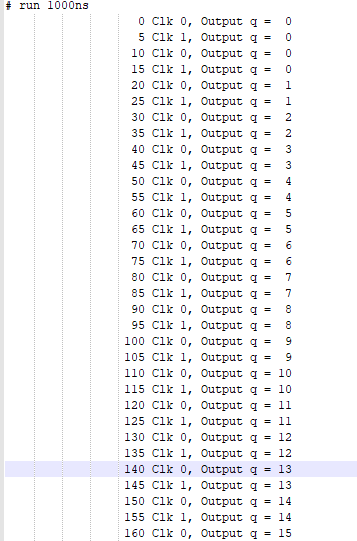 # run 1000ns
0 Clk 0, Output q =  0
5 Clk 1, Output q =  0
10 Clk 0, Output q =  0
15 Clk 1, Output q =  0
20 Clk 0, Output q =  1
25 Clk 1, Output q =  1
30 Clk 0, Output q =  2
35 Clk 1, Output q =  2
40 Clk 0, Output q =  3
45 Clk 1, Output q =  3
50 Clk 0, Output q =  4
55 Clk 1, Output q =  4
60 Clk 0, Output q =  5
65 Clk 1, Output q =  5
70 Clk 0, Output q =  6
75 Clk 1, Output q =  6
80 Clk 0, Output q =  7
85 Clk 1, Output q =  7
90 Clk 0, Output q =  8
95 Clk 1, Output q =  8
100 Clk 0, Output q =  9
105 Clk 1, Output q =  9
110 Clk 0, Output q = 10
115 Clk 1, Output q = 10
120 Clk 0, Output q = 11
125 Clk 1, Output q = 11
130 Clk 0, Output q = 12
135 Clk 1, Output q = 12
140 Clk 0, Output q = 13
145 Clk 1, Output q = 13
150 Clk 0, Output q = 14
155 Clk 1, Output q = 14
160 Clk 0, Output q = 15